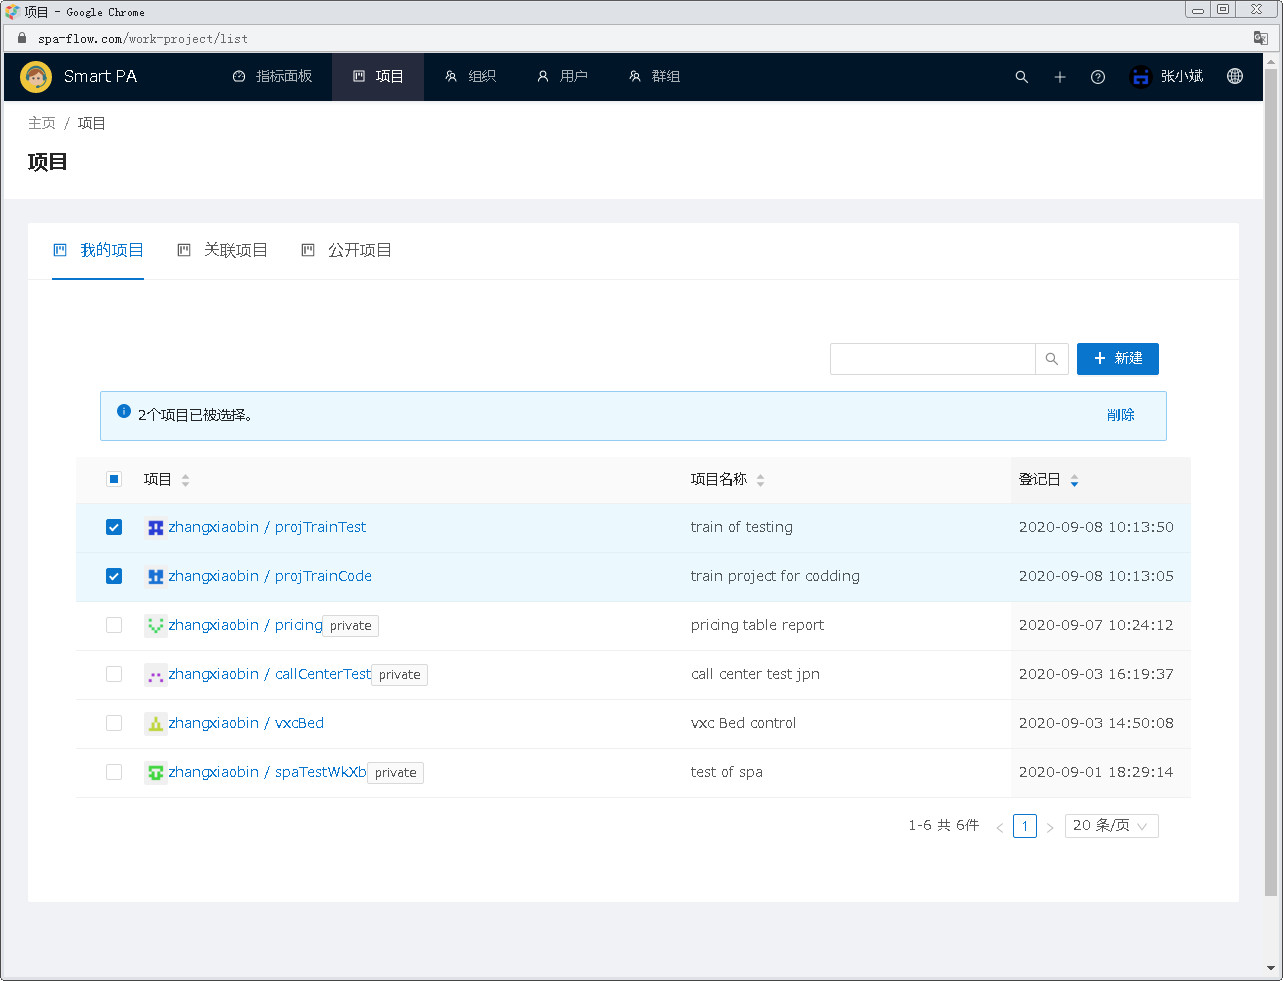 项目 - Google Chrome
spa-flow.com/work-project/list
Smart PA 指标面板 项目 组织 用户 群组 张小斌
主页 / 项目
项目
我的项目 关联项目 公开项目
+ 新建
2个项目已被选择。 削除
项目 项目名称 登记日
zhangxiaobin / projTrainTest train of testing 2020-09-08 10:13:50
zhangxiaobin / projTrainCode train project for codding 2020-09-08 10:13:05
zhangxiaobin / pricing private pricing table report 2020-09-07 10:24:12
zhangxiaobin / callCenterTest private call center test jpn 2020-09-03 16:19:37
zhangxiaobin / vxcBed vxc Bed control 2020-09-03 14:50:08
zhangxiaobin / spaTestWkXb private test of spa 2020-09-01 18:29:14
1-6 共 6件 < 1 > 20 条/页